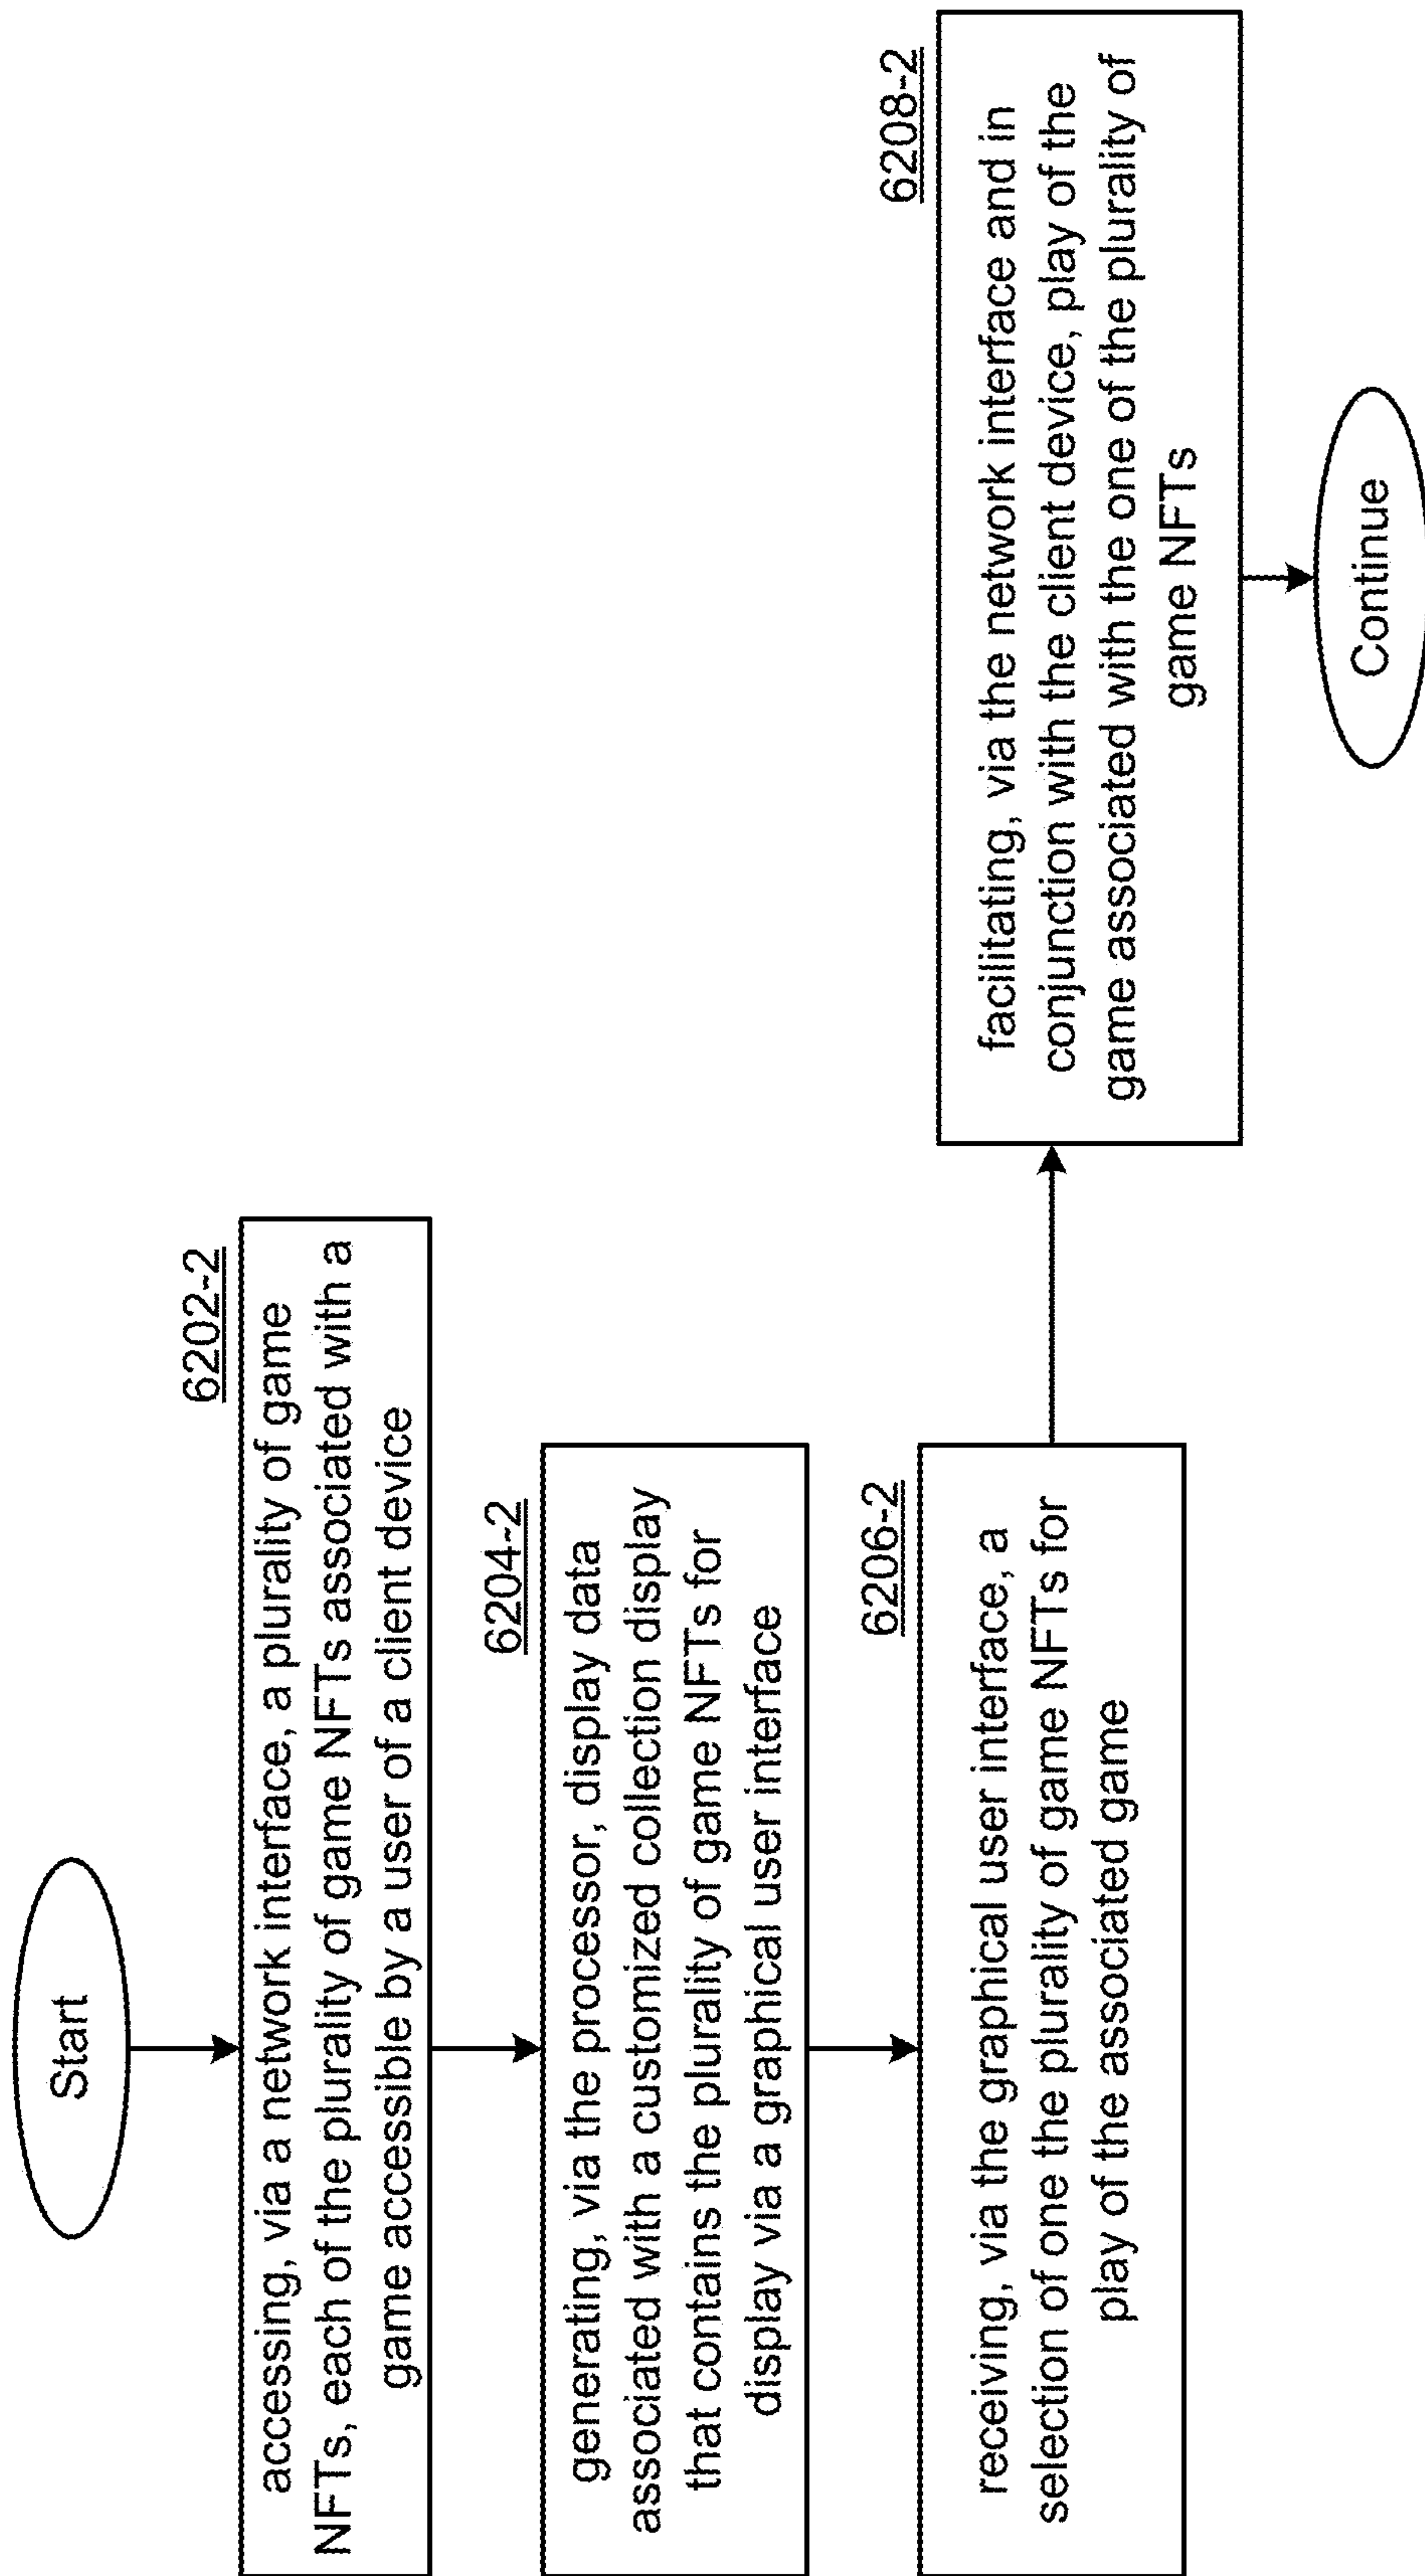 Start
6202-2
accessing, via a network interface, a plurality of game
NFTs, each of the plurality of game NFTs associated with a
game accessible by a user of a client device
6204-2
generating, via the processor, display data
associated with a customized collection display
that contains the plurality of game NFTs for
display via a graphical user interface
6206-2
receiving, via the graphical user interface, a
selection of one the plurality of game NFTs for
play of the associated game
6208-2
facilitating, via the network interface and in
conjunction with the client device, play of the
game associated with the one of the plurality of
game NFTs
Continue